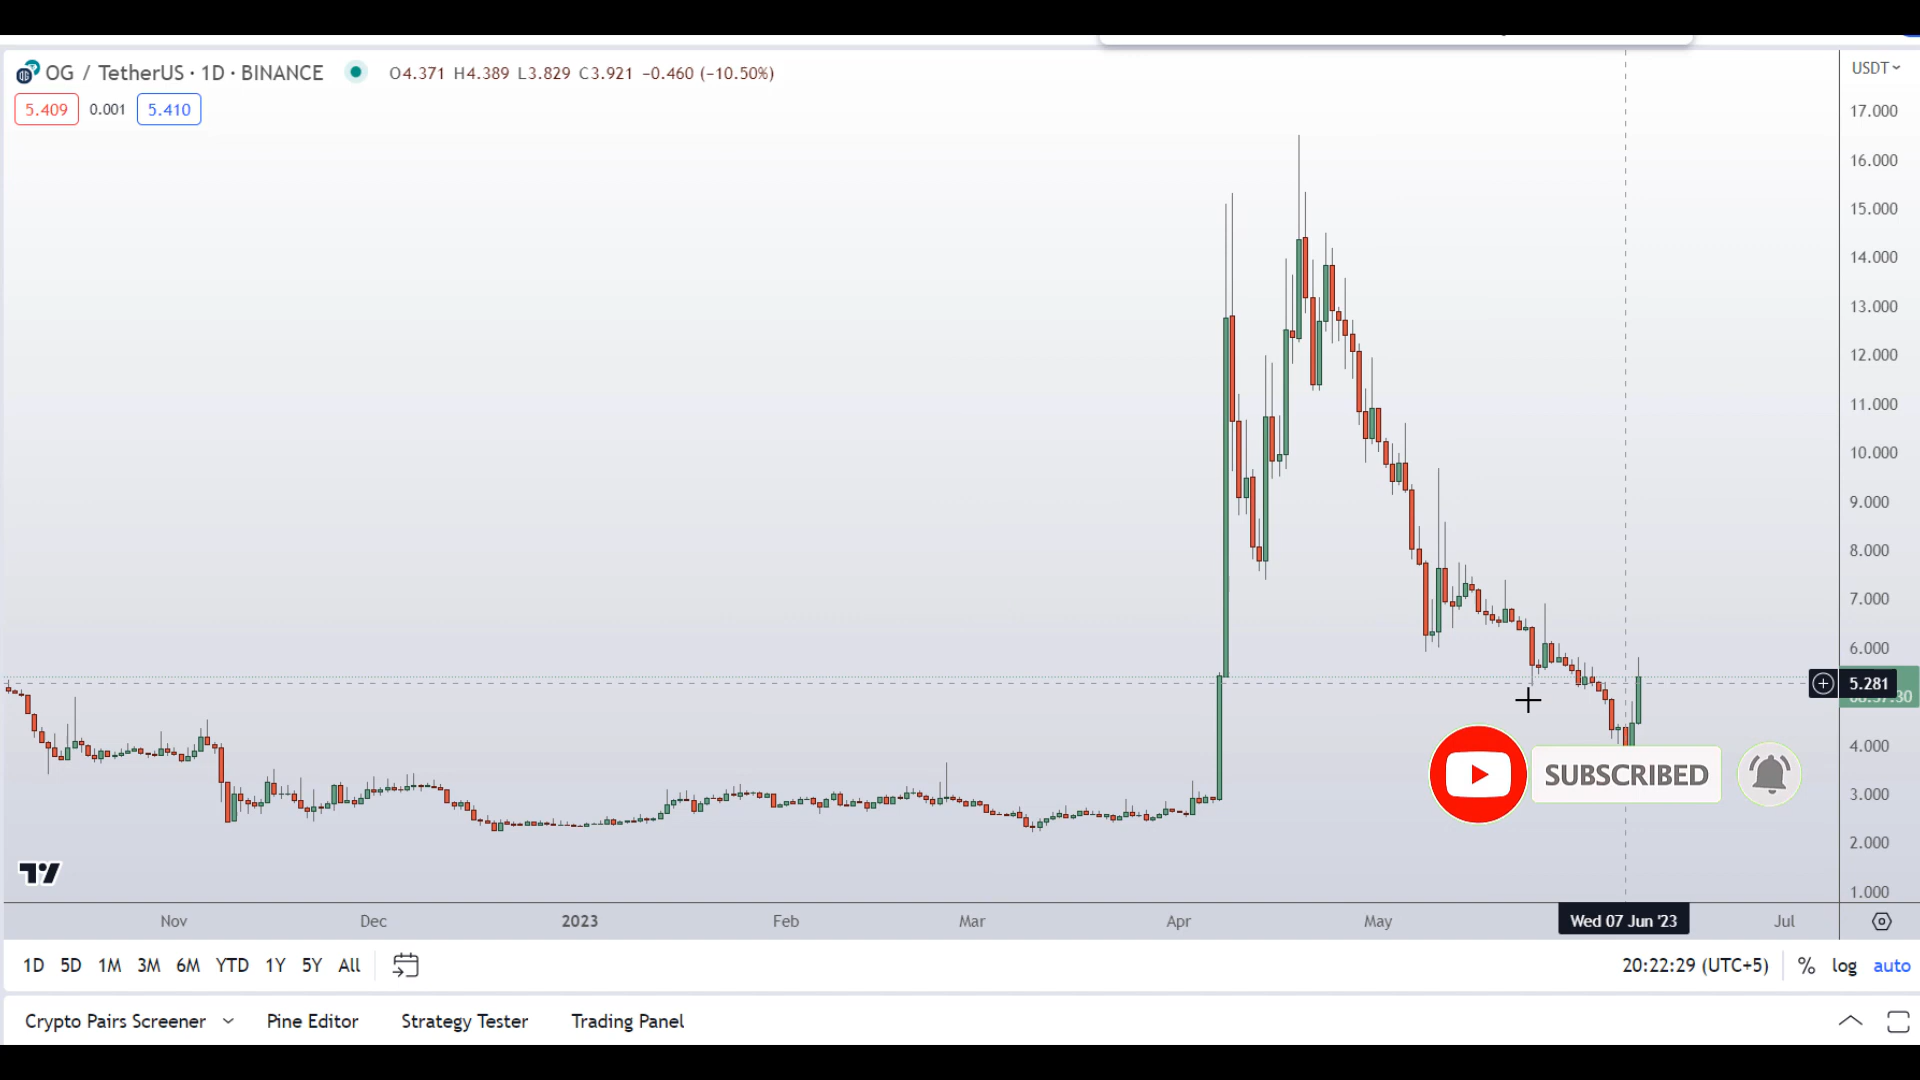 OG / TetherUS · 1D · BINANCE O4.371 H4.389 L3.829 C3.921 −0.460 (−10.50%)
USDT
5.409 0.001 5.410
17.000
16.000
15.000
14.000
13.000
12.000
11.000
10.000
9.000
8.000
7.000
6.000
5.281
4.000
3.000
2.000
1.000
SUBSCRIBED
Nov Dec 2023 Feb Mar Apr May Wed 07 Jun '23 Jul
1D 5D 1M 3M 6M YTD 1Y 5Y All 20:22:29 (UTC+5) % log auto
Crypto Pairs Screener Pine Editor Strategy Tester Trading Panel